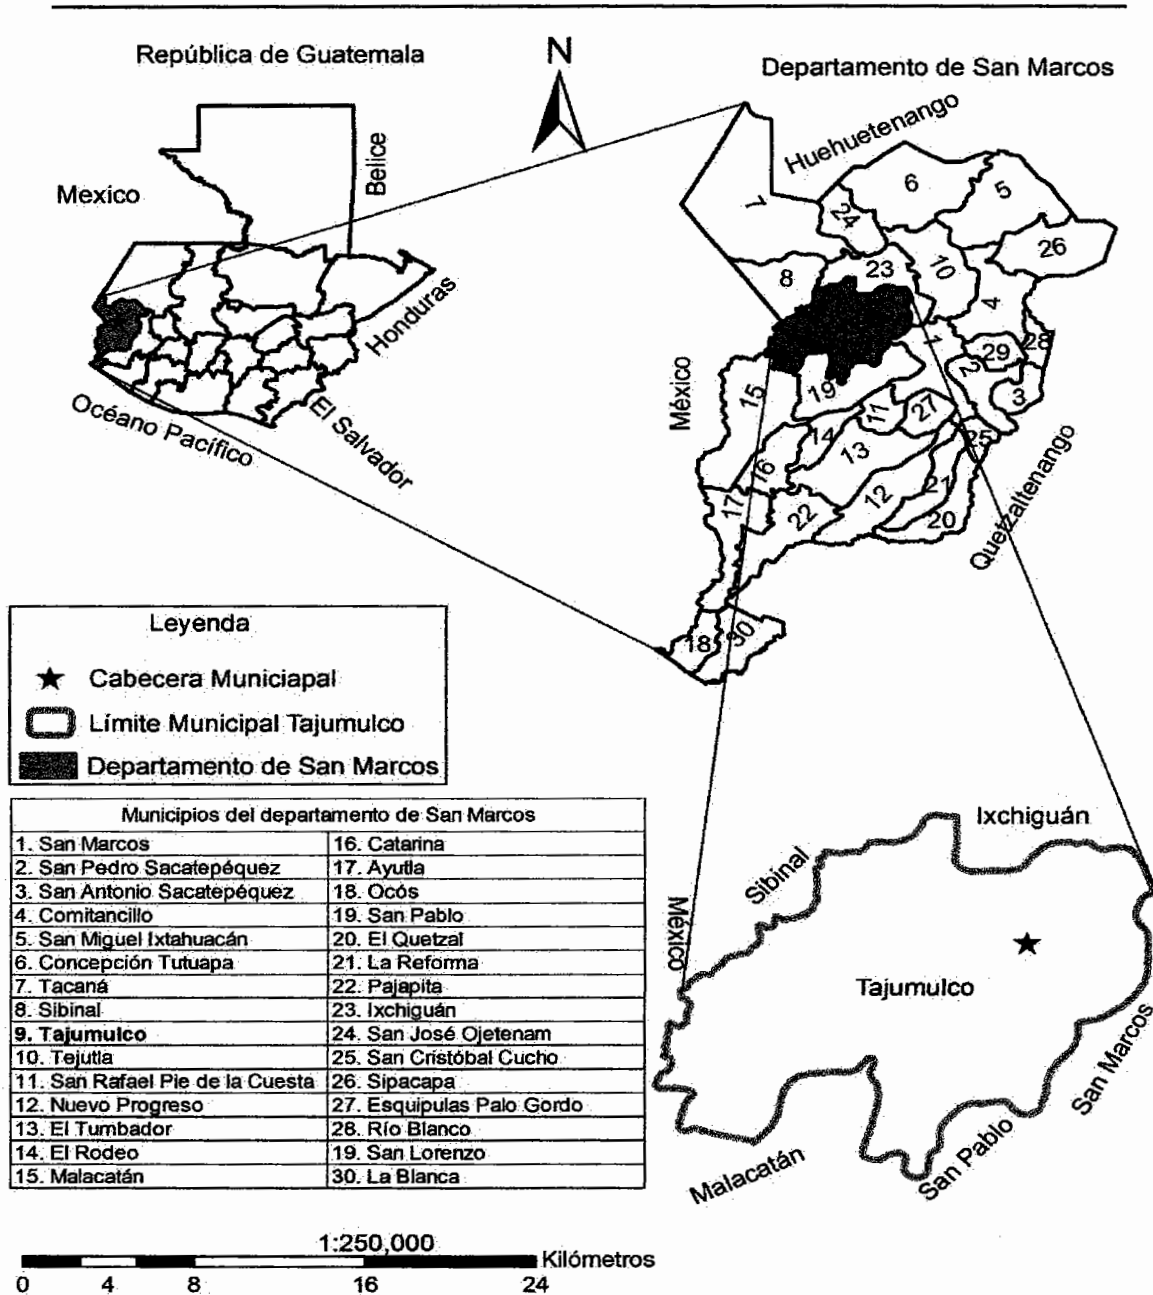 República de Guatemala
N
Departamento de San Marcos
Mexico
Belice
Honduras
El Salvador
Océano Pacífico
Huehuetenango
México
Quetzaltenango
7
24
6
5
26
8
23
10
4
1
29
28
2
3
15
19
11
27
14
13
25
16
12
21
17
22
20
18
30
Leyenda
Cabecera Municiapal
Límite Municipal Tajumulco
Departamento de San Marcos
Municipios del departamento de San Marcos
1. San Marcos 16. Catarina
2. San Pedro Sacatepéquez 17. Ayutla
3. San Antonio Sacatepéquez 18. Ocós
4. Comitancillo 19. San Pablo
5. San Miguel Ixtahuacán 20. El Quetzal
6. Concepción Tutuapa 21. La Reforma
7. Tacaná 22. Pajapita
8. Sibinal 23. Ixchiguán
9. Tajumulco 24. San José Ojetenam
10. Tejutla 25. San Cristóbal Cucho
11. San Rafael Pie de la Cuesta 26. Sipacapa
12. Nuevo Progreso 27. Esquipulas Palo Gordo
13. El Tumbador 28. Río Blanco
14. El Rodeo 19. San Lorenzo
15. Malacatán 30. La Blanca
Ixchiguán
Sibinal
México
Tajumulco
San Marcos
San Pablo
Malacatán
1:250,000
Kilómetros
0 4 8 16 24